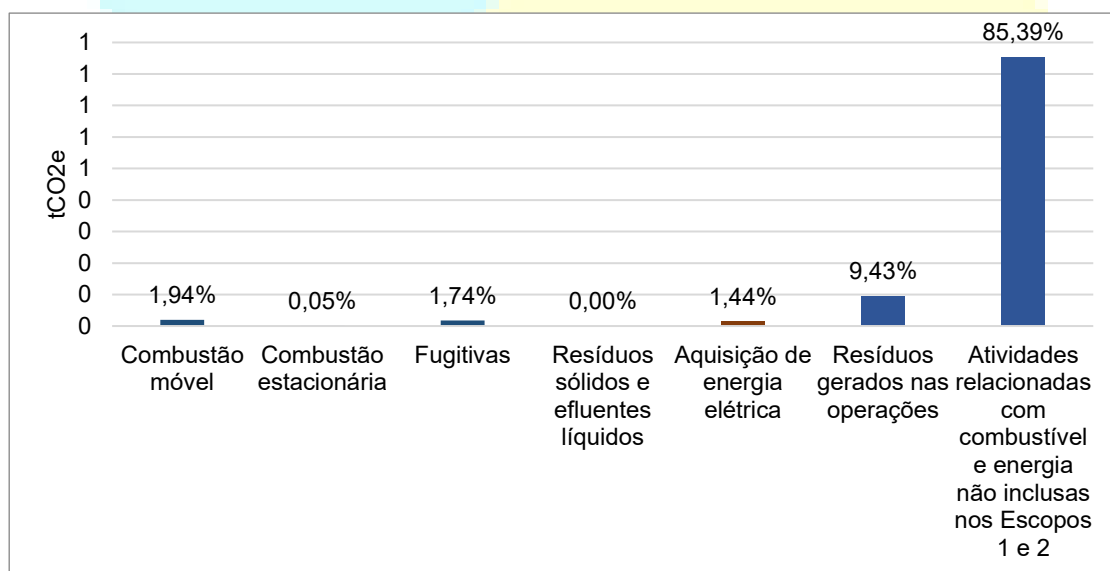 85,39%
1
1
1
1
1
0
0
0
0
0
tCO2e
9,43%
1,94%
0,05%
1,74%
0,00%
1,44%
Combustão
móvel
Combustão
estacionária
Fugitivas
Resíduos
sólidos e
efluentes
líquidos
Aquisição de
energia
elétrica
Resíduos
gerados nas
operações
Atividades
relacionadas
com
combustível
e energia
não inclusas
nos Escopos
1 e 2